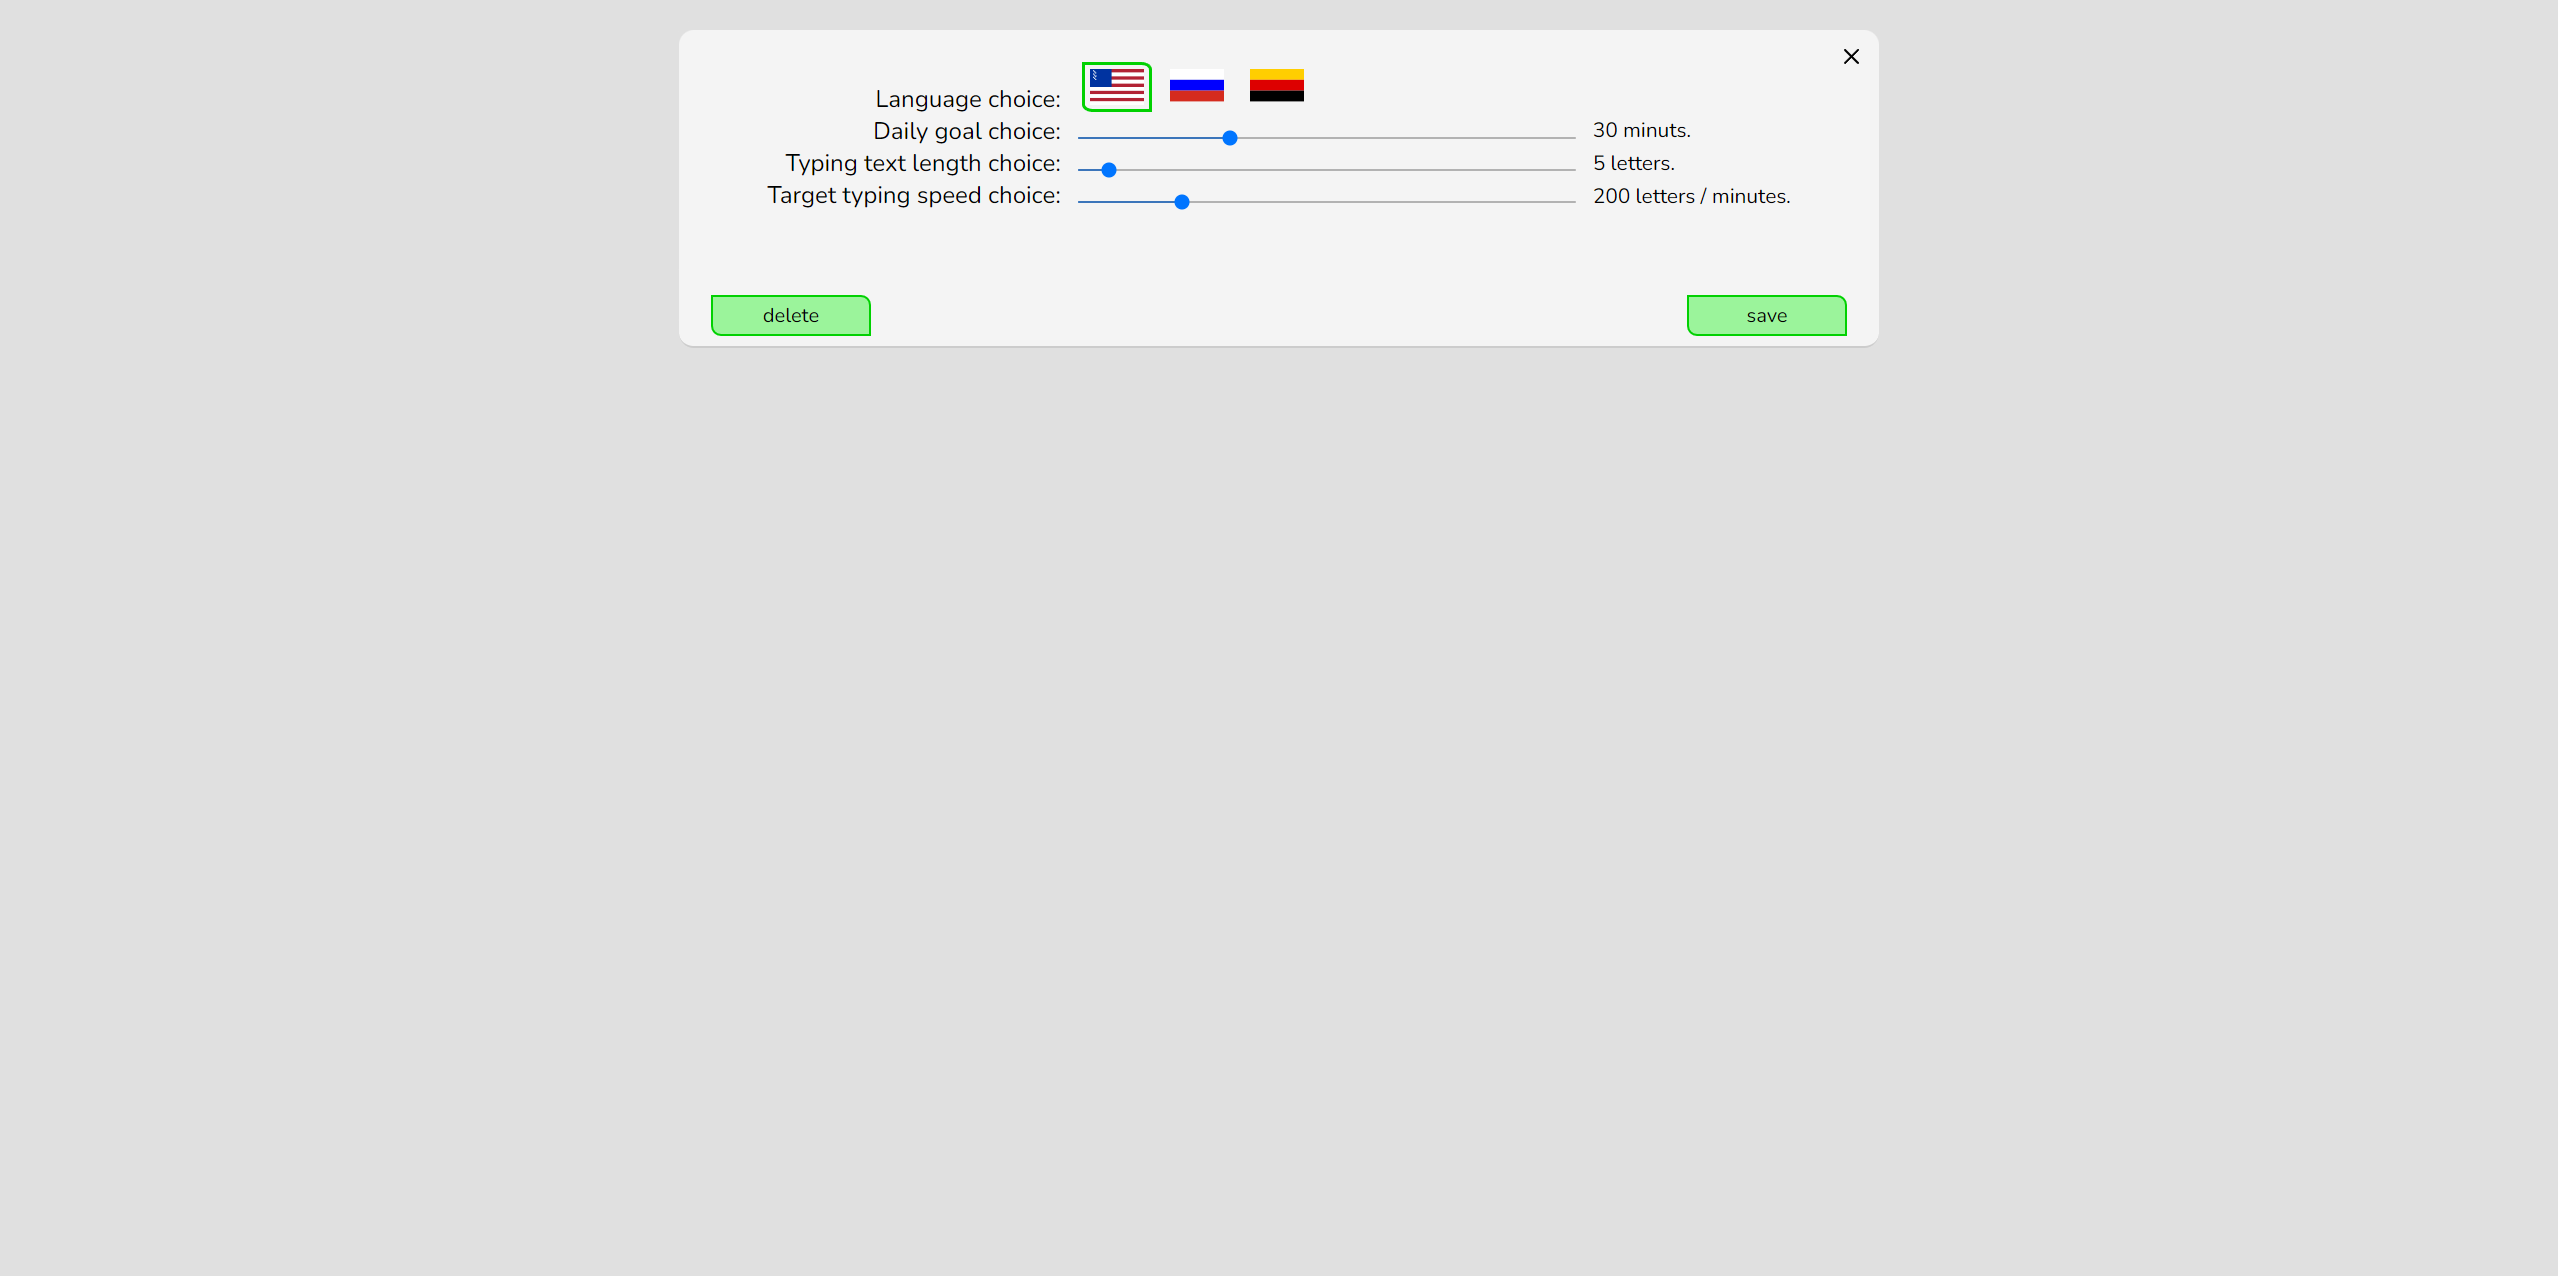 Language choice:
Daily goal choice: 30 minuts.
Typing text length choice: 5 letters.
Target typing speed choice: 200 letters / minutes.
delete save